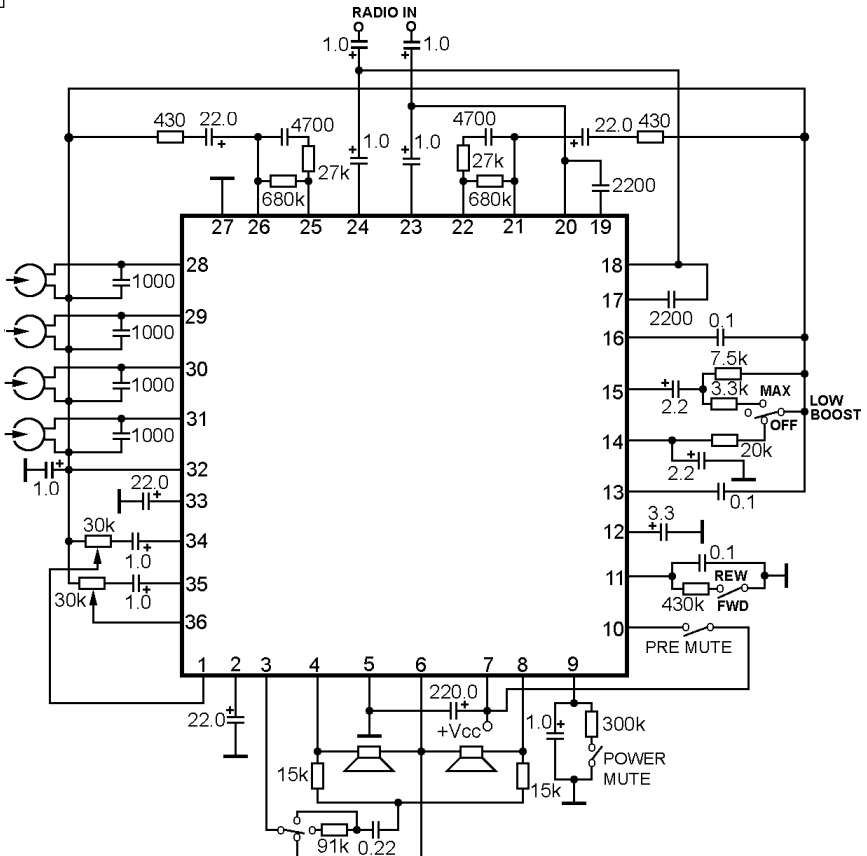 RADIO IN
1.0 1.0
430 22.0 4700 1.0 1.0 4700 22.0 430
27k 27k
680k 680k 2200
27 26 25 24 23 22 21 20 19
28 1000 18
17
2200
29 1000 16 0.1
7.5k
30 1000 15 3.3k MAX
2.2 LOW
BOOST
OFF
31 1000 14 20k
2.2
32 1.0
33 22.0 13 0.1
30k 34 1.0 12 3.3
0.1
35 11 REW
30k 1.0 430k FWD
36 10
PRE MUTE
1 2 3 4 5 6 7 8 9
22.0 220.0 1.0 300k
+Vcc
POWER
MUTE
15k 15k
91k 0.22